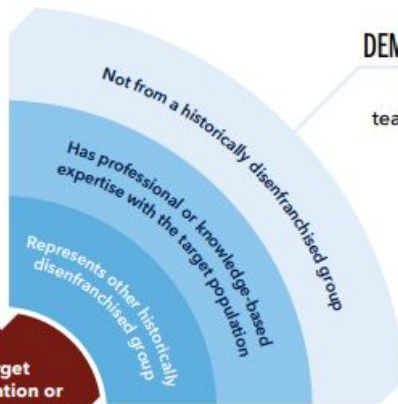 Not from a historically disenfranchised group
Has professional or knowledge-based
expertise with the target population
Represents other historically
disenfranchised group
or